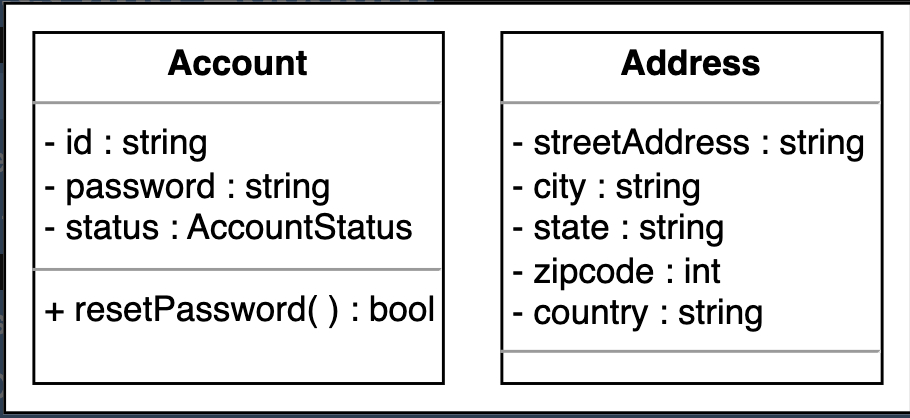 Account
- id : string
- password : string
- status : AccountStatus
+ resetPassword( ) : bool
Address
- streetAddress : string
- city : string
- state : string
- zipcode : int
- country : string